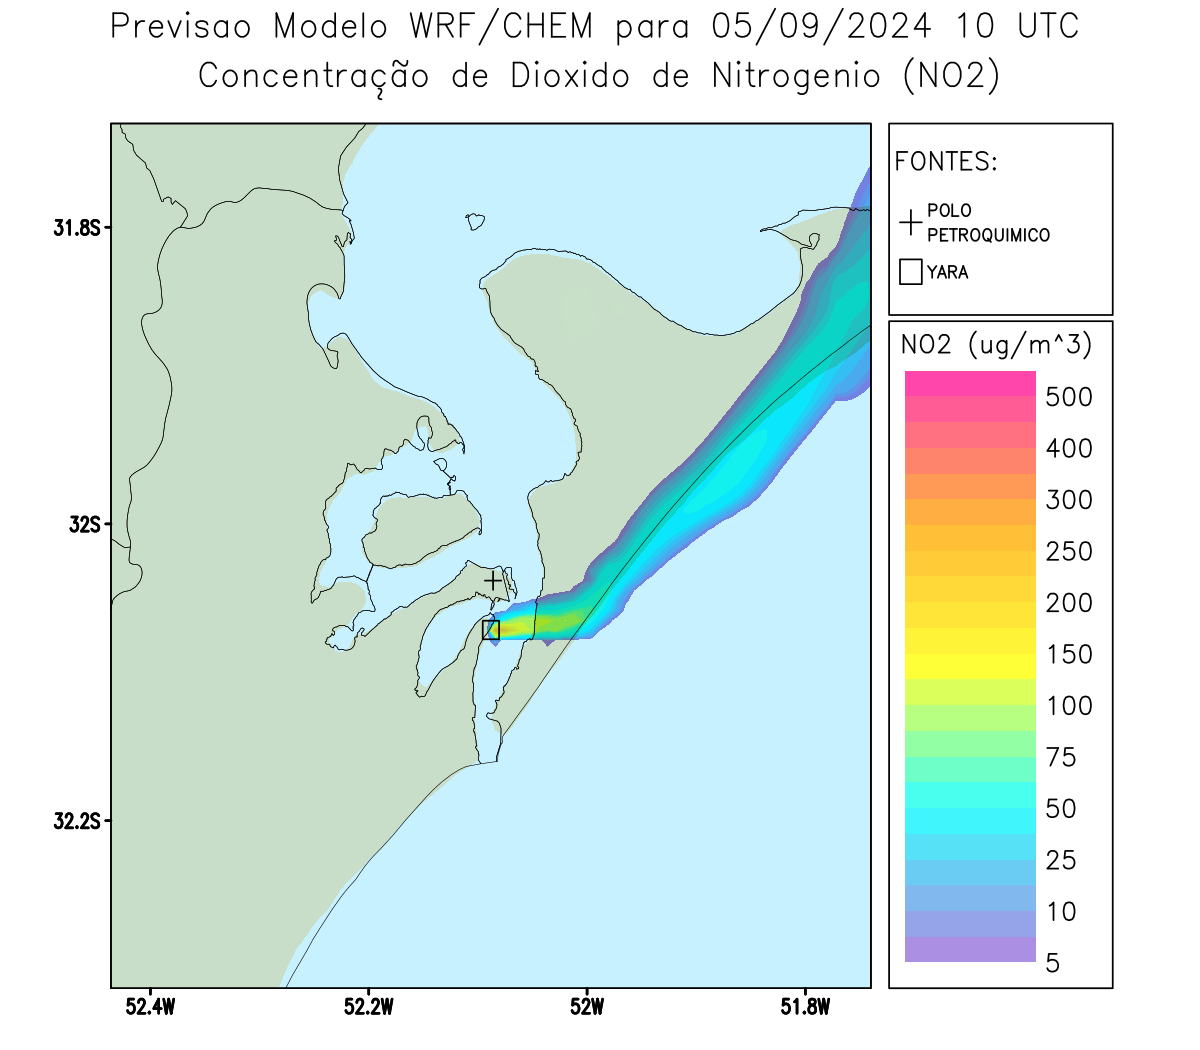 Previsao Modelo WRF/CHEM para 05/09/2024 10 UTC
Concentração de Dioxido de Nitrogenio (NO2)
FONTES:
POLO
PETROQUIMICO
YARA
NO2 (ug/m^3)
500
400
300
250
200
150
100
75
50
25
10
5
31.8S
32S
32.2S
52.4W
52.2W
52W
51.8W